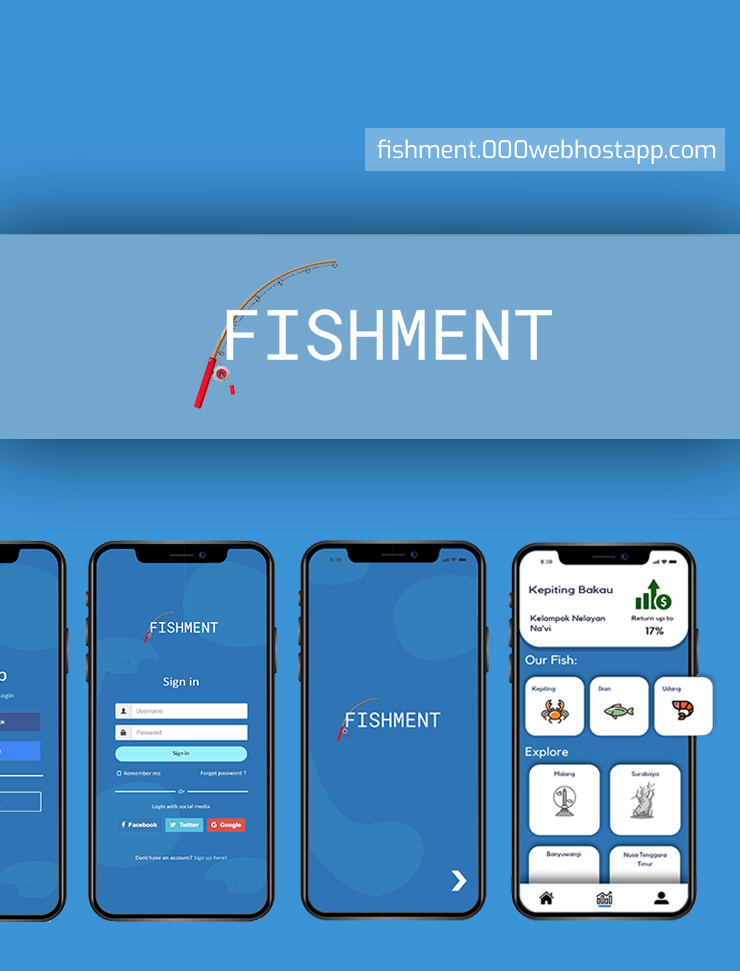 fishment.000webhostapp.com
FISHMENT
Login
FISHMENT
Sign in
Username
Password
Sign in
Remember me
Forgot password ?
Or
Login with social media
Facebook
Twitter
Google
Dont have an account? Sign up here!
8:30
FISHMENT
8:30
Kepiting Bakau
Kelompok Nelayan
Na'vi
Return up to
17%
Our Fish:
Kepiting
Ikan
Udang
Explore
Malang
Surabaya
Banyuwangi
Nusa Tenggara
Timur